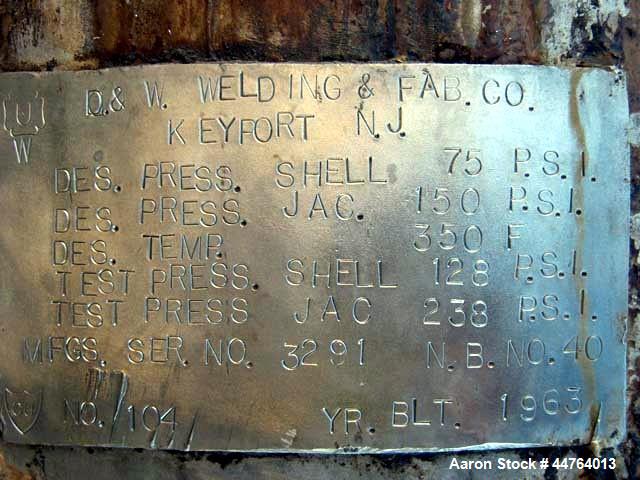 D. & W. WELDING & FAB. CO.
KEYPORT N.J.
U
W
DES. PRESS. SHELL 75 P.S.I.
DES. PRESS. JAC. 150 P.S.I.
DES. TEMP. 350 F
TEST PRESS. SHELL 128 P.S.I.
TEST PRESS JAC 238 P.S.I.
MFGS. SER. NO. 3291 N.B. NO. 40
NO. 104 YR. BLT. 1963
Aaron Stock # 44764013